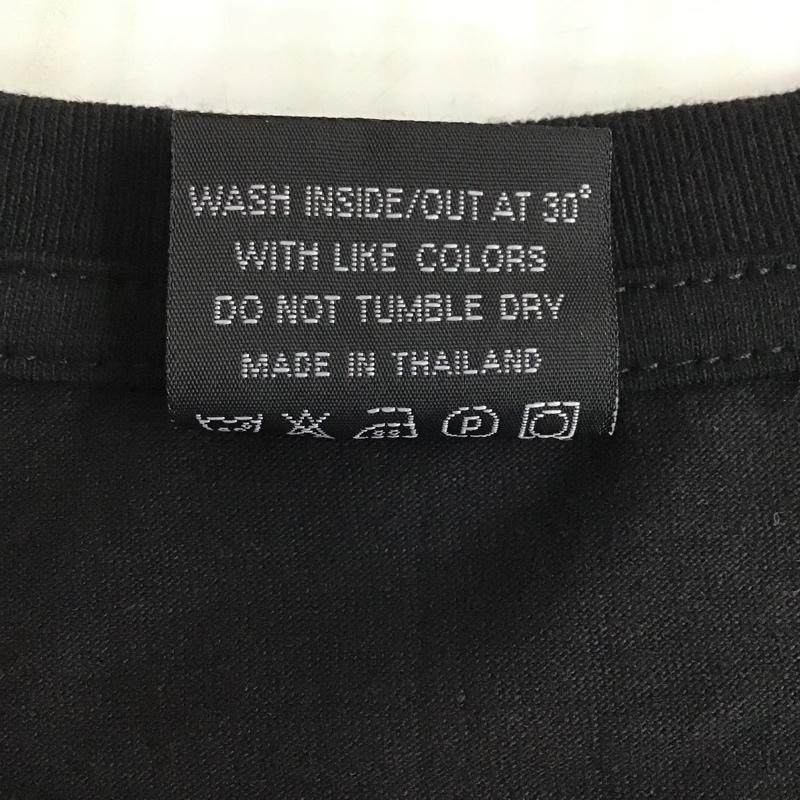 WASH INSIDE/OUT AT 30°
WITH LIKE COLORS
DO NOT TUMBLE DRY
MADE IN THAILAND
P